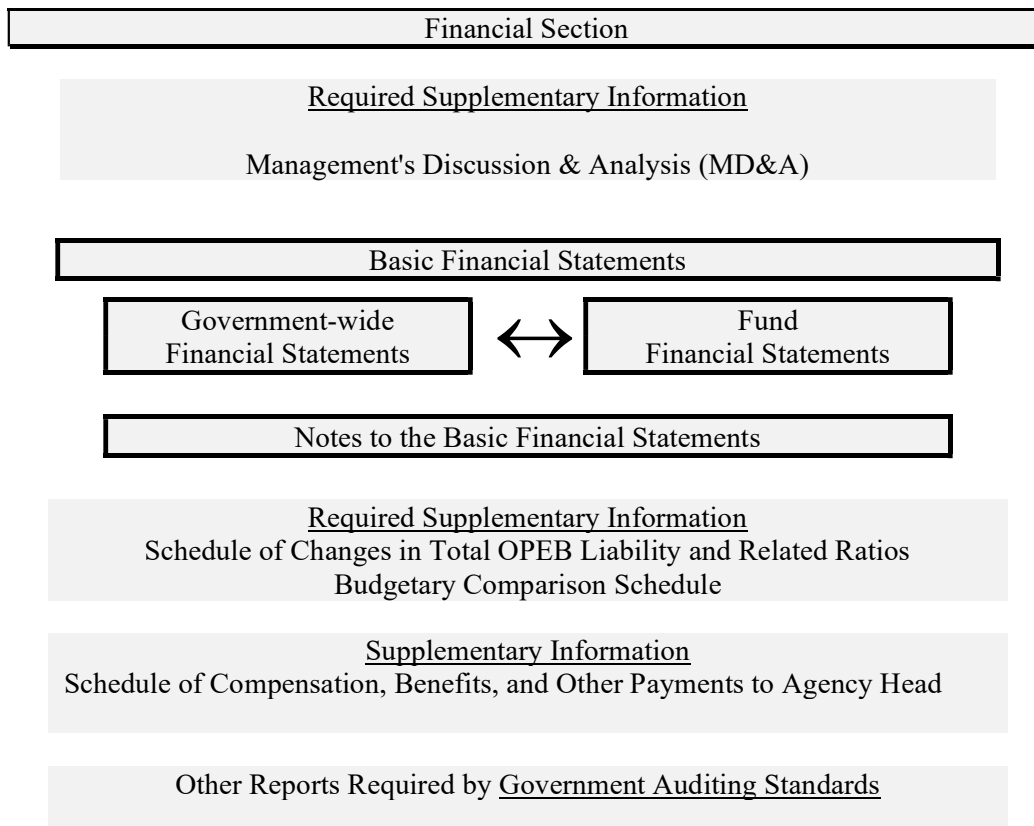 Financial Section
Required Supplementary Information
Management's Discussion & Analysis (MD&A)
Basic Financial Statements
Government-wide
Financial Statements
Fund
Financial Statements
Notes to the Basic Financial Statements
Required Supplementary Information
Schedule of Changes in Total OPEB Liability and Related Ratios
Budgetary Comparison Schedule
Supplementary Information
Schedule of Compensation, Benefits, and Other Payments to Agency Head
Other Reports Required by Government Auditing Standards